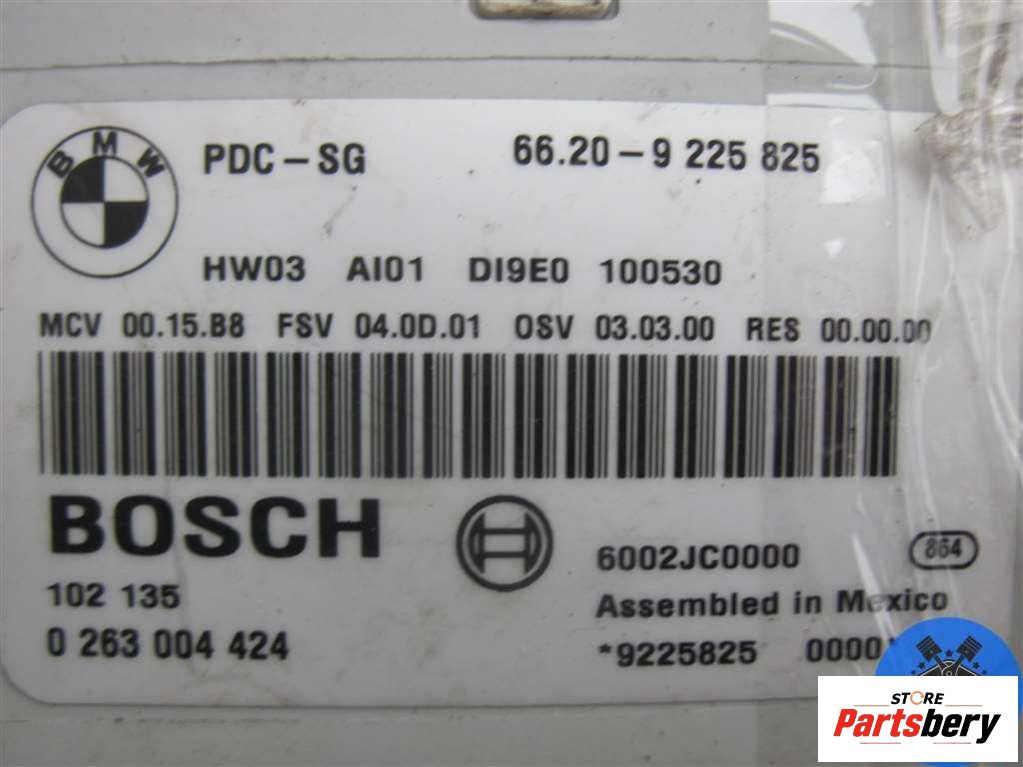 BMW
PDC-SG 66.20-9 225 825
HW03 AI01 DI9E0 100530
MCV 00.15.B8 FSV 04.0D.01 OSV 03.03.00 RES 00.00.00
BOSCH
6002JC0000 864
102 135
Assembled in Mexico
0 263 004 424
*9225825
STORE
Partsbery